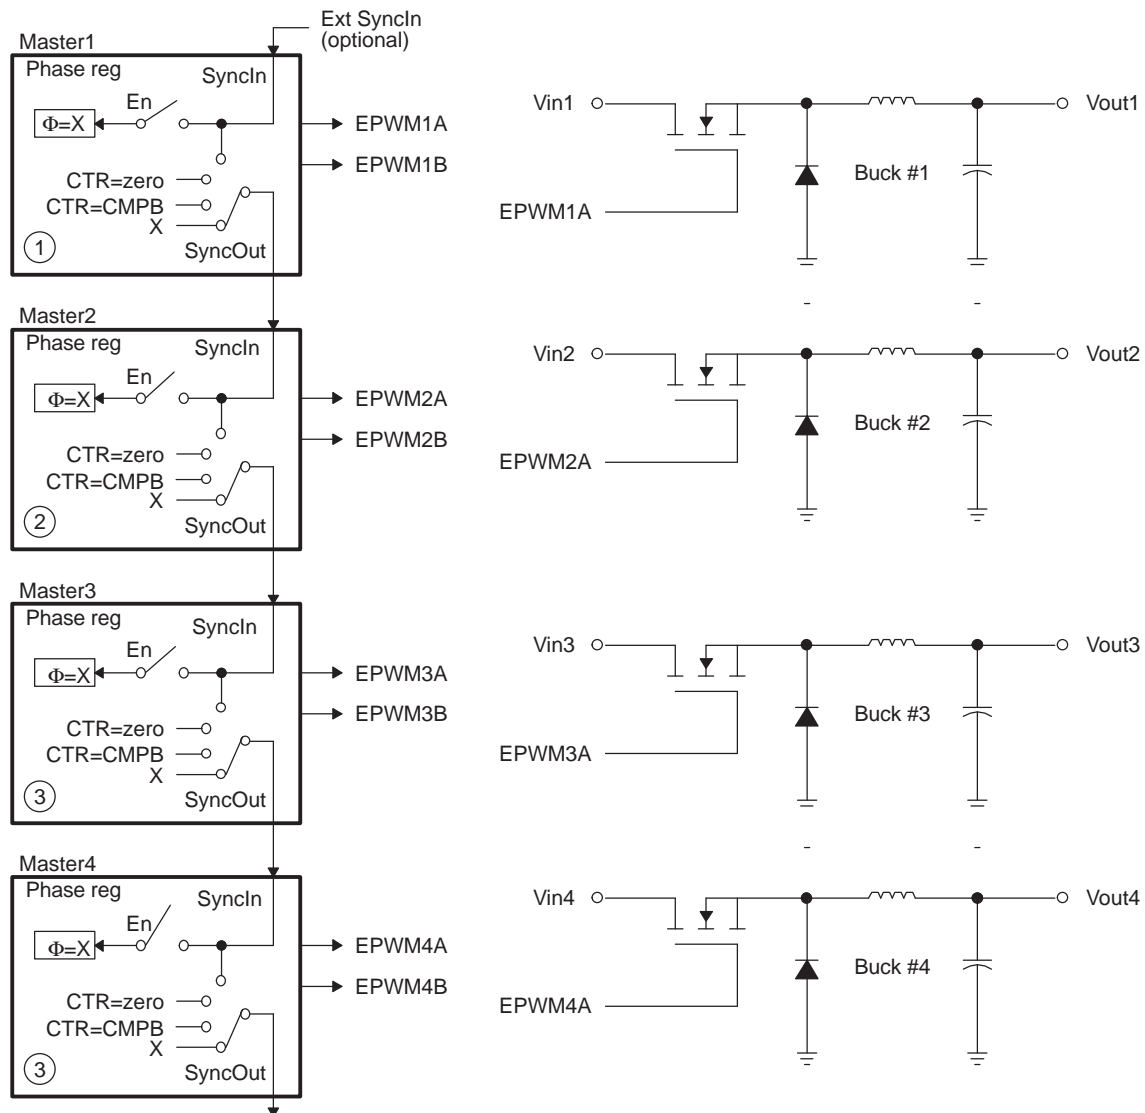 Ext SyncIn
(optional)
Master1
Phase reg
SyncIn
En
Φ=X
EPWM1A
EPWM1B
CTR=zero
CTR=CMPB
X
SyncOut
1
Vin1
Vout1
Buck #1
EPWM1A
Master2
Phase reg
SyncIn
En
Φ=X
EPWM2A
EPWM2B
CTR=zero
CTR=CMPB
X
SyncOut
2
Vin2
Vout2
Buck #2
EPWM2A
Master3
Phase reg
SyncIn
En
Φ=X
EPWM3A
EPWM3B
CTR=zero
CTR=CMPB
X
SyncOut
3
Vin3
Vout3
Buck #3
EPWM3A
Master4
Phase reg
SyncIn
En
Φ=X
EPWM4A
EPWM4B
CTR=zero
CTR=CMPB
X
SyncOut
3
Vin4
Vout4
Buck #4
EPWM4A